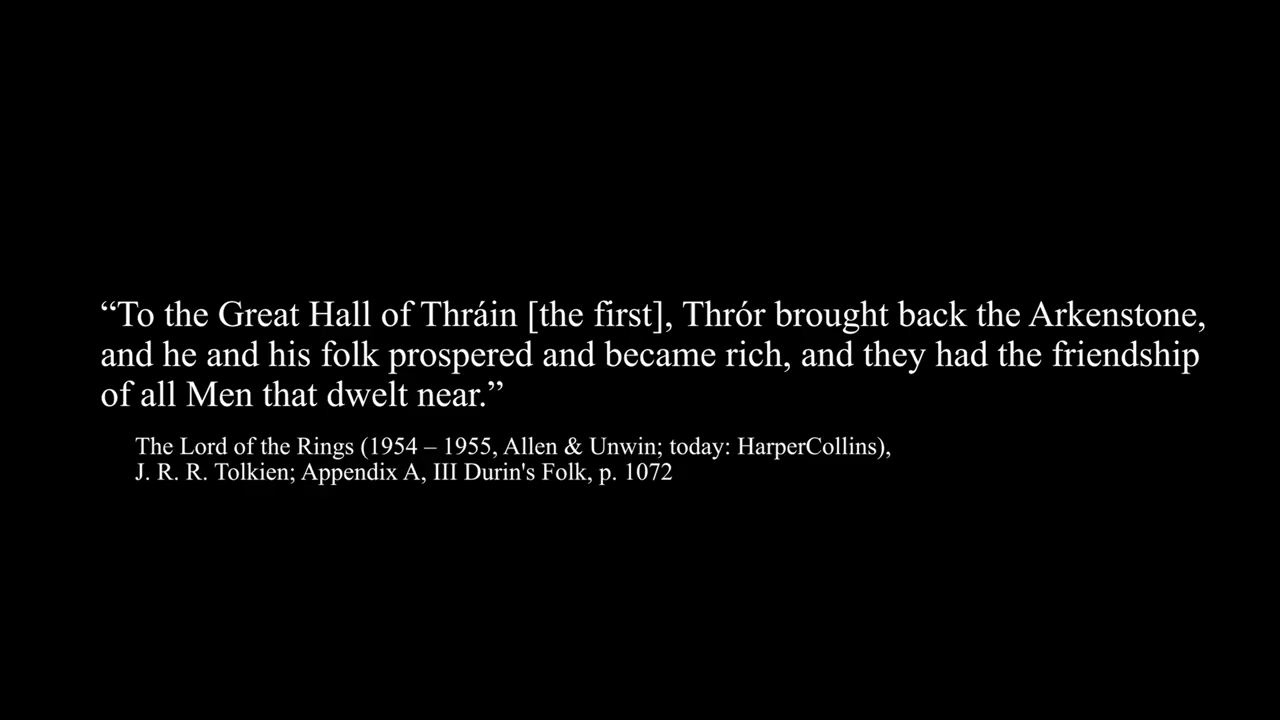 “To the Great Hall of Thráin [the first], Thrór brought back the Arkenstone,
and he and his folk prospered and became rich, and they had the friendship
of all Men that dwelt near.”
The Lord of the Rings (1954 – 1955, Allen & Unwin; today: HarperCollins),
J. R. R. Tolkien; Appendix A, III Durin's Folk, p. 1072